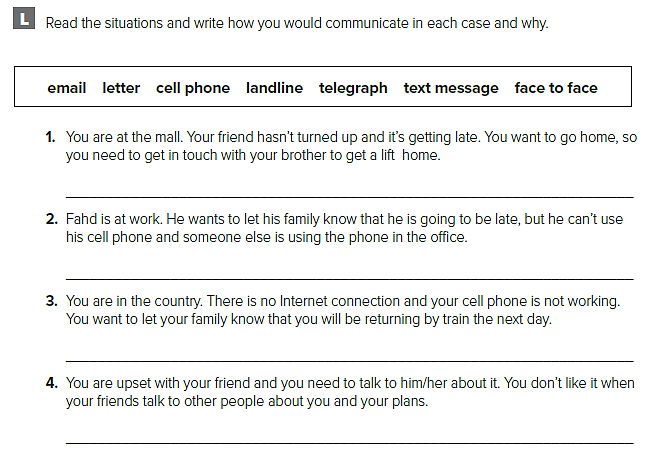 L Read the situations and write how you would communicate in each case and why.
email letter cell phone landline telegraph text message face to face
1. You are at the mall. Your friend hasn't turned up and it's getting late. You want to go home, so
you need to get in touch with your brother to get a lift home.
2. Fahd is at work. He wants to let his family know that he is going to be late, but he can't use
his cell phone and someone else is using the phone in the office.
3. You are in the country. There is no Internet connection and your cell phone is not working.
You want to let your family know that you will be returning by train the next day.
4. You are upset with your friend and you need to talk to him/her about it. You don't like it when
your friends talk to other people about you and your plans.